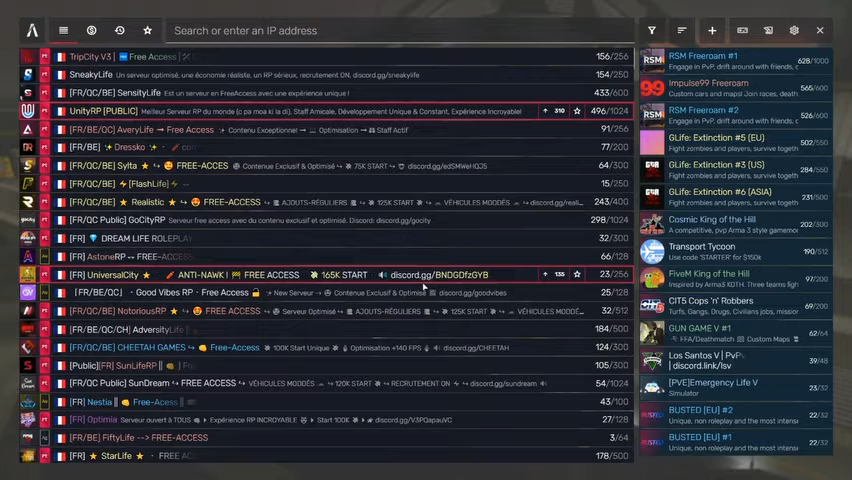 Search or enter an IP address
TripCity V3 | Free Access | 156/256
SneakyLife Un serveur optimisé, une économie réaliste, un RP sérieux, recrutement ON, discord.gg/sneakylife 154/250
[FR/QC/BE] SensityLife Est un serveur en FreeAccess avec une expérience unique ! 433/600
UnityRP [PUBLIC] Meilleur Serveur RP du monde (c pa moa ki la di), Staff Amicale, Développement Unique & Constant, Expérience Incroyable! ↑ 310 496/1024
[FR/BE/QC] AveryLife → Free Access Contenu Exceptionnel → Optimisation → Staff Actif 91/256
[FR/BE] ✨ Dressko ✨ 77/200
[FR/QC/BE] Sylta ★ ↪ 😍 FREE-ACCES Contenue Exclusif & Optimisé ↪ 75K START ↪ discord.gg/edSMWeHQJS 64/300
[FR/QC/BE] ⚡[FlashLife]⚡ 15/250
[FR/QC/BE] ★ Realistic ★ ↪ 😍 FREE-ACCESS ↪ AJOUTS-RÉGULIERS ↪ 125K START ↪ VÉHICULES MODDÉS ↪ discord.gg/reali... 243/400
[FR/QC Public] GoCityRP Serveur free access avec du contenu exclusif et optimisé. Discord: discord.gg/gocity 298/1024
[FR] 💎 DREAM LIFE ROLEPLAY 32/300
[FR] AstoneRP ↔ FREE-ACCESS 66/128
[FR] UniversalCity ★ ANTI-NAWK | FREE ACCESS 165K START discord.gg/BNDGDfzGYB ↑ 135 23/256
[FR/BE/QC] · Good Vibes RP · Free Access 🔓 New Serveur → Contenue Exclusif & Optimisé discord.gg/goodvibes 25/128
[FR/QC/BE] NotoriousRP ★ ↪ 😍 FREE-ACCESS ↪ Serveur Optimisé ↪ AJOUTS-RÉGULIERS ↪ 125K START ↪ VÉHICULES MODDÉS... 32/512
[FR/BE/QC/CH] AdversityLife 184/500
[FR/QC/BE] CHEETAH GAMES ↪ Free-Access 100K Start Unique Optimisation +140 FPS discord.gg/CHEETAH 124/300
[Public][FR] SunLifeRP || 105/300
[FR/QC Public] SunDream ↪ FREE ACCESS ↪ VÉHICULES MODDÉS ↪ 120K START ↪ RECRUTEMENT ON ↪ discord.gg/sundream 54/1024
[FR] Nestia || Free-Acess || 43/100
[FR] Optimia Serveur ouvert à TOUS Expérience RP INCROYABLE Start 100K discord.gg/V3PQapauVC 27/128
[FR/BE] FiftyLife --> FREE-ACCESS 3/64
[FR] ★ StarLife ★ FREE-AC 178/500
RSM Freeroam #1 628/1000
Engage in PvP, drift around with friends, c
Impulse99 Freeroam 565/600
Custom cars and maps! Join races, death
RSM Freeroam #2 526/600
Engage in PvP, drift around with friends, c
GLife: Extinction #5 (EU) 502/550
Fight zombies and players, survive togeth
GLife: Extinction #3 (US) 284/550
Fight zombies and players, survive togeth
GLife: Extinction #6 (ASIA) 231/500
Fight zombies and players, survive togeth
Cosmic King of the Hill 202/300
A competitive, pvp Arma 3 style gamemod
Transport Tycoon 190/512
Use code 'STARTER' for $150k
FiveM King of the Hill 97/200
Inspired by Arma3 KOTH. Three teams figh
CIT5 Cops 'n' Robbers 69/200
Turfs, Gangs, Drugs, Civilians jobs, missio
GUN GAME V #1 62/64
FFA/Deathmatch Custom Maps
Los Santos V | PvP 39/48
| discord.link/lsv
[PVE]Emergency Life V 23/32
Simulator
BUSTED [EU] #2 22/32
Unique, non roleplay and the most intens
BUSTED [EU] #1 22/32
Unique, non roleplay and the most intens